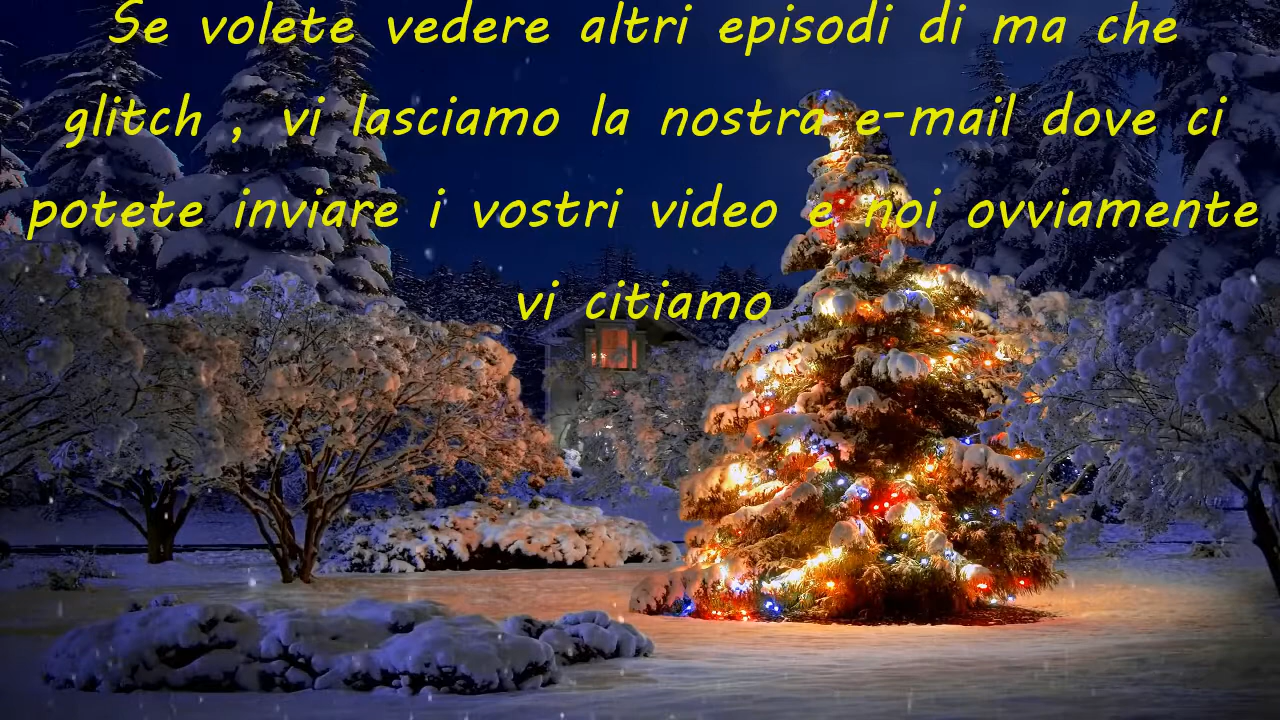 Se volete vedere altri episodi di ma che
glitch , vi lasciamo la nostra e-mail dove ci
potete inviare i vostri video e noi ovviamente
vi citiamo